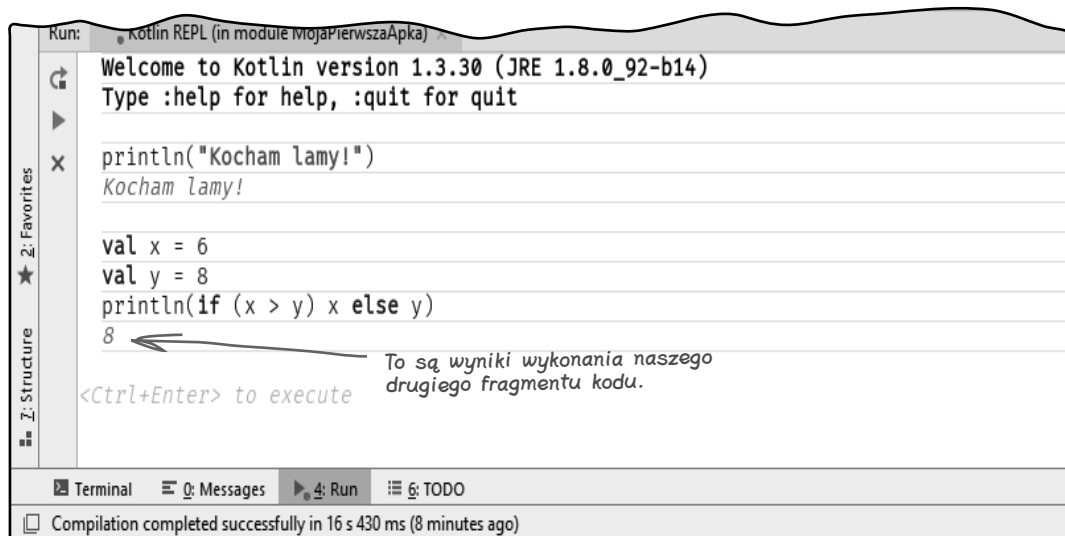 Run: Kotlin REPL (in module MojaPierwszaApka)
Welcome to Kotlin version 1.3.30 (JRE 1.8.0_92-b14)
Type :help for help, :quit for quit
println("Kocham lamy!")
Kocham lamy!
val x = 6
val y = 8
println(if (x > y) x else y)
8
To są wyniki wykonania naszego
drugiego fragmentu kodu.
<Ctrl+Enter> to execute
2: Favorites
7: Structure
Terminal 0: Messages 4: Run 6: TODO
Compilation completed successfully in 16 s 430 ms (8 minutes ago)